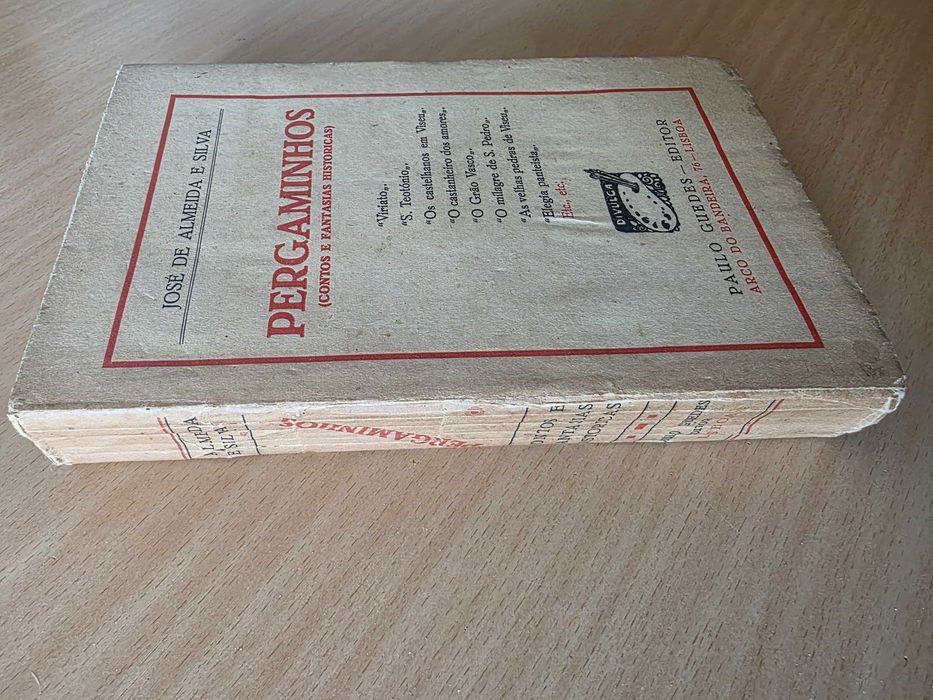 JOSÉ DE ALMEIDA E SILVA
PERGAMINHOS
(CONTOS E FANTASIAS HISTORICAS)
"Viriato„.
"S. Teotónio„.
"Os castelhanos em Viseu„.
"O castanheiro dos amores„.
"O Grão Vasco„.
"O milagre de S. Pedro„.
"As velhas pedras de Viseu„.
"Elegia panteista„.
Etc., etc.
DIVULGA
PAULO GUEDES—EDITOR
ARCO DO BANDEIRA, 76—LISBOA
ALMEIDA
E SILVA
PERGAMINHOS
CONTOS E
FANTASIAS